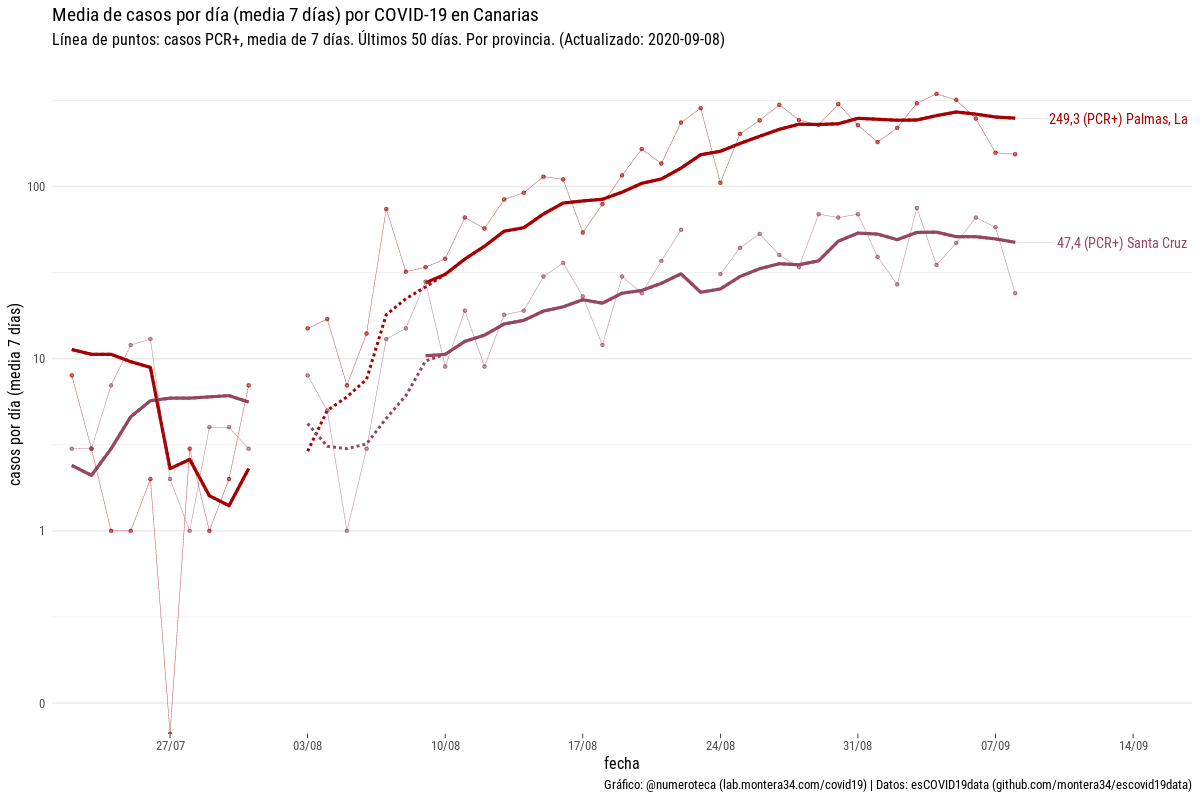 Media de casos por día (media 7 días) por COVID-19 en Canarias
Línea de puntos: casos PCR+, media de 7 días. Últimos 50 días. Por provincia. (Actualizado: 2020-09-08)
casos por día (media 7 días)
100
10
1
0
249,3 (PCR+) Palmas, La
47,4 (PCR+) Santa Cruz
27/07
03/08
10/08
17/08
24/08
31/08
07/09
14/09
fecha
Gráfico: @numeroteca (lab.montera34.com/covid19) | Datos: esCOVID19data (github.com/montera34/escovid19data)